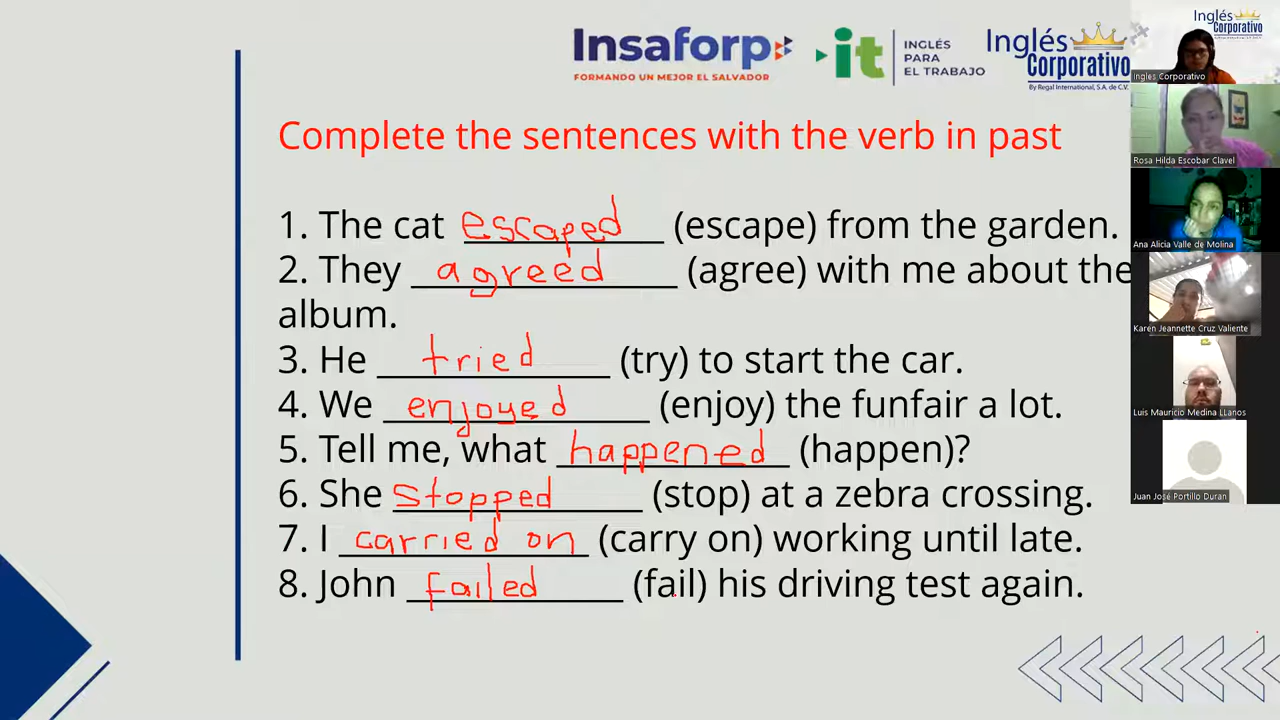 Insaforp
FORMANDO UN MEJOR EL SALVADOR
it
INGLÉS
PARA
EL TRABAJO
Inglés
Corporativo
By Regal International, S.A. de C.V.
Inglés
Corporativo
Ingles Corporativo
Complete the sentences with the verb in past
Rosa Hilda Escobar Clavel
1. The cat escaped (escape) from the garden.
Ana Alicia Valle de Molina
2. They agreed (agree) with me about the
album.
Karen Jeannette Cruz Valiente
3. He tried (try) to start the car.
4. We enjoyed (enjoy) the funfair a lot.
Luis Mauricio Medina LLanos
5. Tell me, what happened (happen)?
6. She stopped (stop) at a zebra crossing.
Juan José Portillo Duran
7. I carried on (carry on) working until late.
8. John failed (fail) his driving test again.